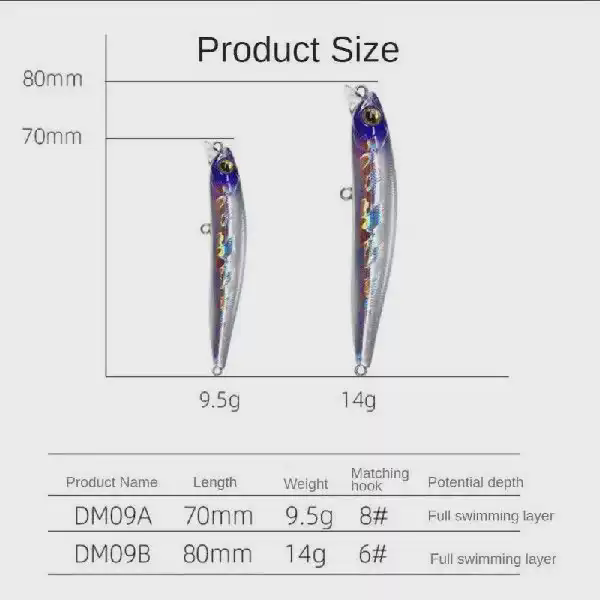 Product Size
80mm
70mm
9.5g 14g
Product Name Length Weight Matching hook Potential depth
DM09A 70mm 9.5g 8# Full swimming layer
DM09B 80mm 14g 6# Full swimming layer